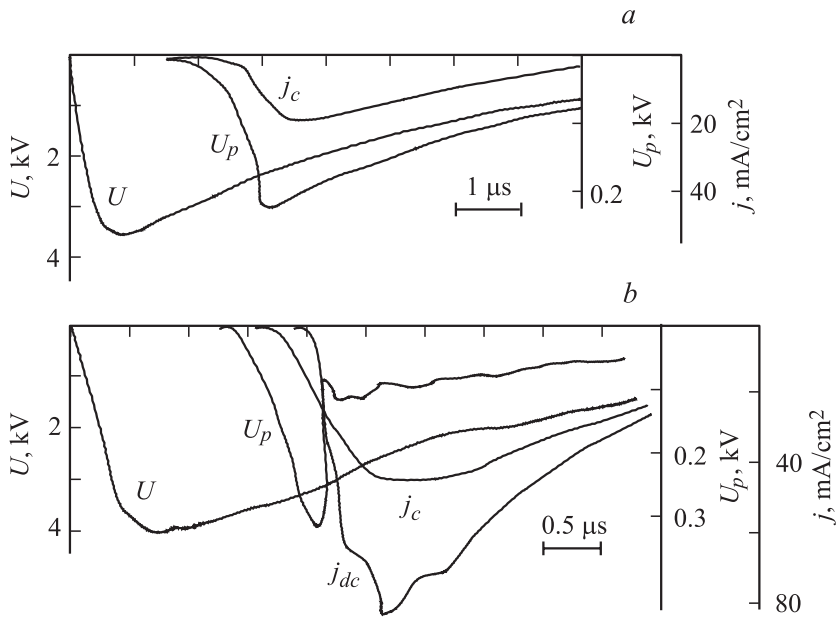 a
U, kV
2
4
U
U_p
j_c
1 μs
0.2
U_p, kV
20
40
j, mA/cm²
b
U, kV
2
4
U
U_p
j_c
j_dc
0.5 μs
0.2
0.3
U_p, kV
40
80
j, mA/cm²